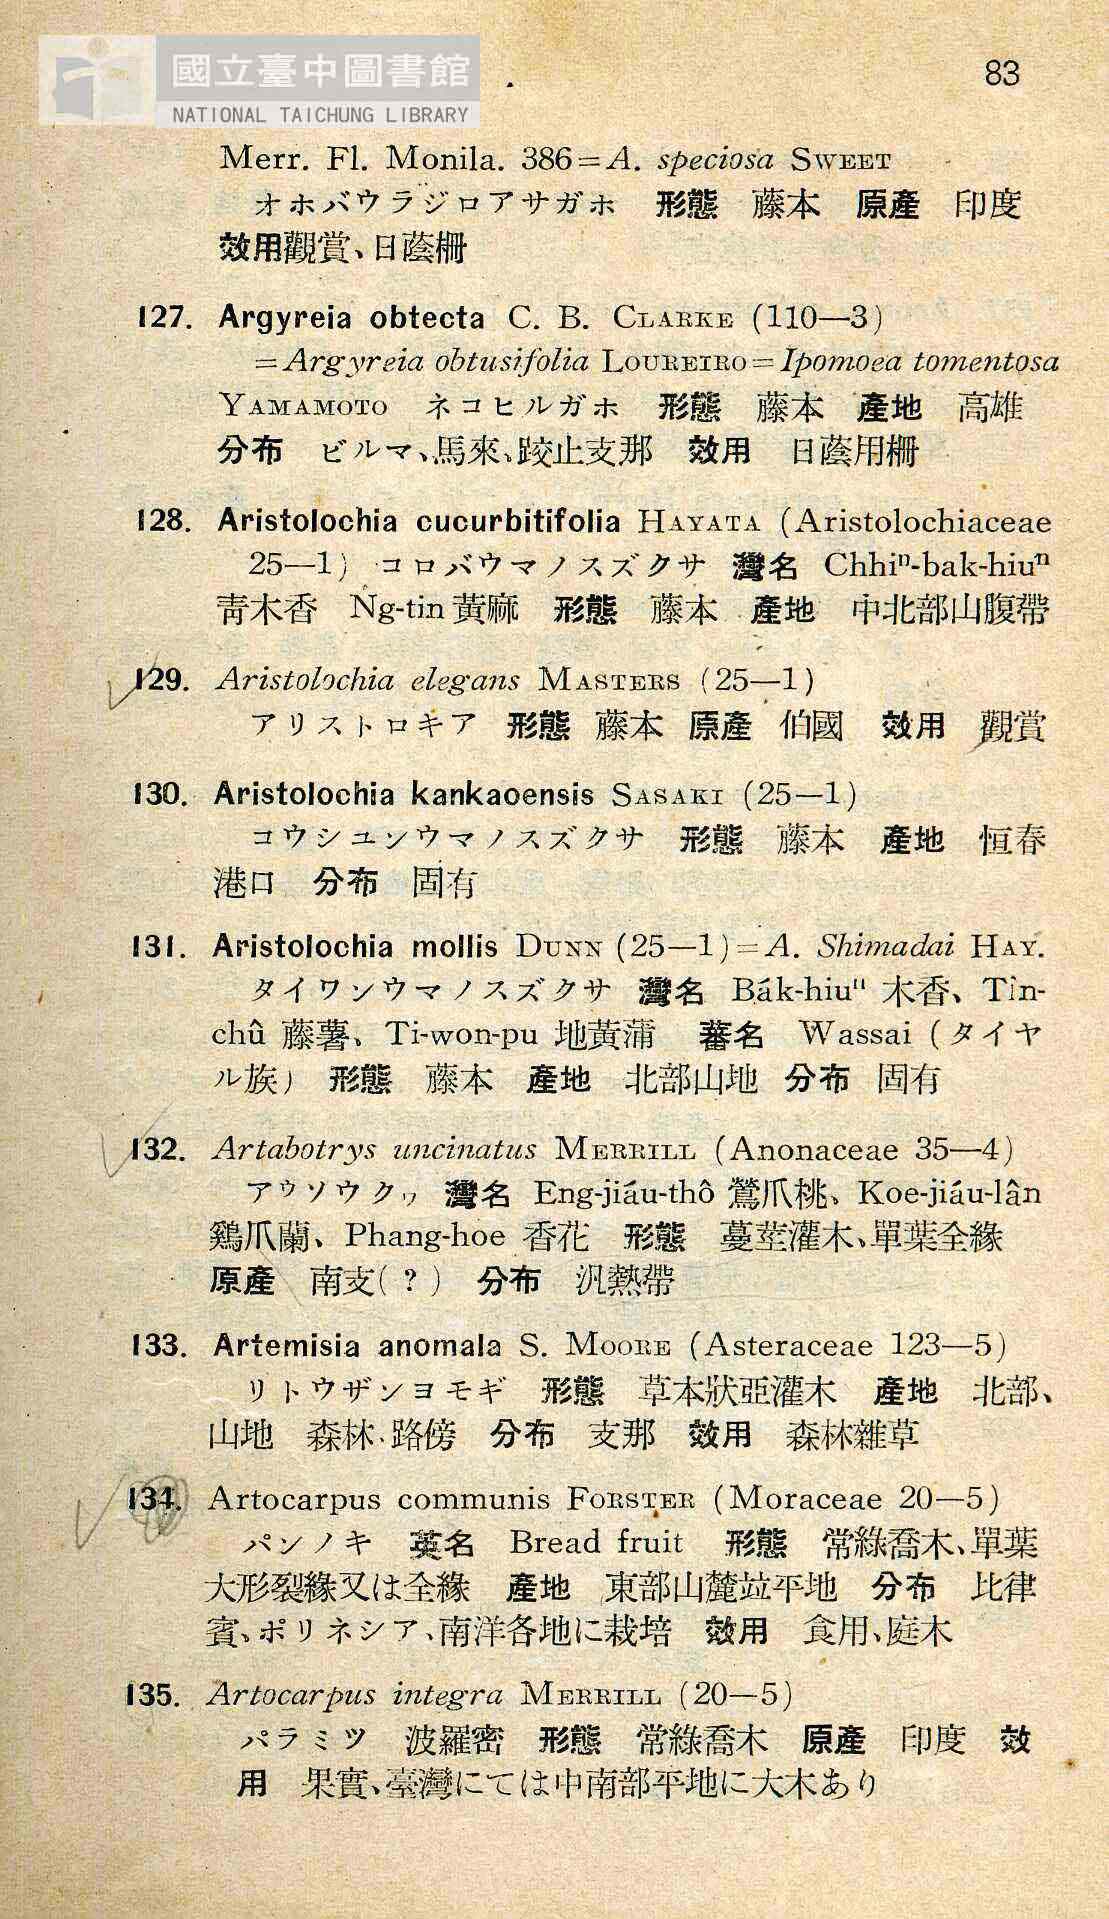 國立臺中圖書館
NATIONAL TAICHUNG LIBRARY
83
Merr. Fl. Monila. 386=A. speciosa SWEET
オホバウラジロアサガホ 形態 藤本 原產 印度
效用觀賞、日蔭柵
127. Argyreia obtecta C. B. CLARKE (110—3)
=Argyreia obtusifolia LOUREIRO=Ipomoea tomentosa
YAMAMOTO ネコヒルガホ 形態 藤本 產地 高雄
分布 ビルマ、馬來、跤止支那 效用 日蔭用柵
128. Aristolochia cucurbitifolia HAYATA (Aristolochiaceae
25—1) コロバウマノスズクサ 灣名 Chhiⁿ-bak-hiuⁿ
靑木香 Ng-tin 黃麻 形態 藤本 產地 中北部山腹帶
129. Aristolochia elegans MASTERS (25—1)
アリストロキア 形態 藤本 原產 伯國 效用 觀賞
130. Aristolochia kankaoensis SASAKI (25—1)
コウシユンウマノスズクサ 形態 藤本 產地 恒春
港口 分布 固有
131. Aristolochia mollis DUNN (25—1)=A. Shimadai HAY.
タイワンウマノスズクサ 灣名 Bák-hiuⁿ 木香、Tîn-
chû 藤薯、Ti-won-pu 地黃蒲 蕃名 Wassai (タイヤ
ル族) 形態 藤本 產地 北部山地 分布 固有
132. Artabotrys uncinatus MERRILL (Anonaceae 35—4)
アウソウクヮ 灣名 Eng-jiáu-thô 鶯爪桃、Koe-jiáu-lân
鷄爪蘭、Phang-hoe 香花 形態 蔓莖灌木、單葉全緣
原產 南支(?) 分布 汎熱帶
133. Artemisia anomala S. MOORE (Asteraceae 123—5)
リトウザンヨモギ 形態 草本狀亞灌木 產地 北部、
山地 森林、路傍 分布 支那 效用 森林雜草
134. Artocarpus communis FORSTER (Moraceae 20—5)
パンノキ 英名 Bread fruit 形態 常綠喬木、單葉
大形裂緣又は全緣 產地 東部山麓竝平地 分布 比律
賓、ポリネシア、南洋各地に栽培 效用 食用、庭木
135. Artocarpus integra MERRILL (20—5)
パラミツ 波羅密 形態 常綠喬木 原產 印度 效
用 果實、臺灣にては中南部平地に大木あり